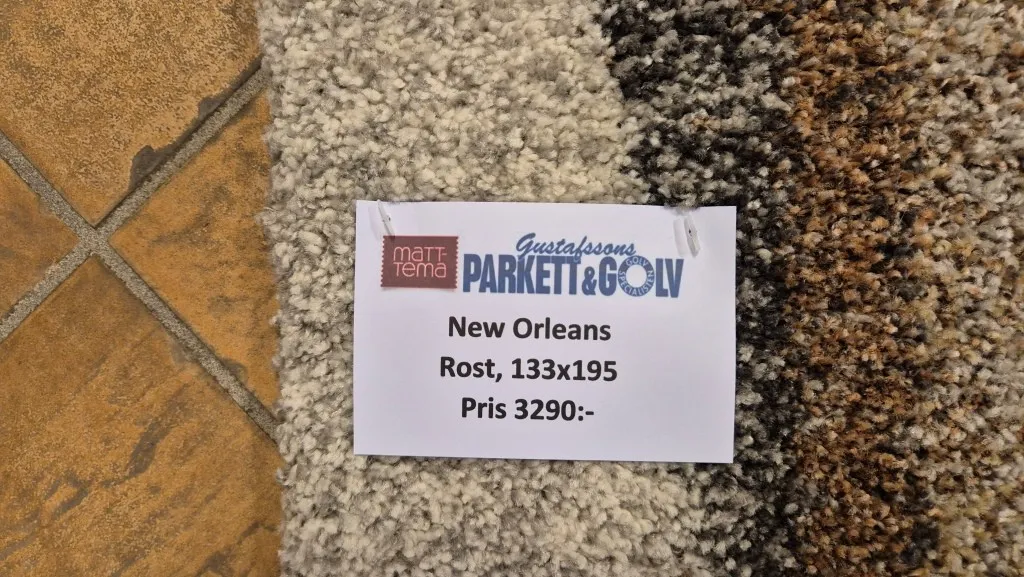 MATT-
TEMA
Gustafssons
PARKETT&GOLV
GOLV SPECIALISTEN
New Orleans
Rost, 133x195
Pris 3290:-